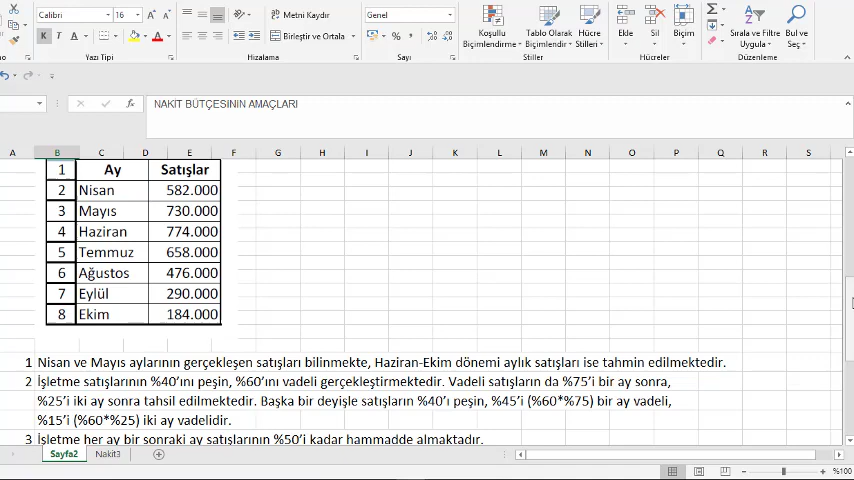 Calibri 16 A A Metni Kaydır Genel
K T A A Birleştir ve Ortala % ,
Koşullu Biçimlendirme Tablo Olarak Biçimlendir Hücre Stilleri Ekle Sil Biçim Sırala ve Filtre Uygula Bul ve Seç
Yazı Tipi Hizalama Sayı Stiller Hücreler Düzenleme
fx NAKİT BÜTÇESİNİN AMAÇLARI
A B C D E F G H I J K L M N O P Q R S
1 Ay Satışlar
2 Nisan 582.000
3 Mayıs 730.000
4 Haziran 774.000
5 Temmuz 658.000
6 Ağustos 476.000
7 Eylül 290.000
8 Ekim 184.000
1 Nisan ve Mayıs aylarının gerçekleşen satışları bilinmekte, Haziran-Ekim dönemi aylık satışları ise tahmin edilmektedir.
2 İşletme satışlarının %40’ını peşin, %60’ını vadeli gerçekleştirmektedir. Vadeli satışların da %75’i bir ay sonra,
%25’i iki ay sonra tahsil edilmektedir. Başka bir deyişle satışların %40’ı peşin, %45’i (%60*%75) bir ay vadeli,
%15’i (%60*%25) iki ay vadelidir.
3 İşletme her ay bir sonraki ay satışlarının %50’i kadar hammadde almaktadır.
Sayfa2 Nakit3
%100